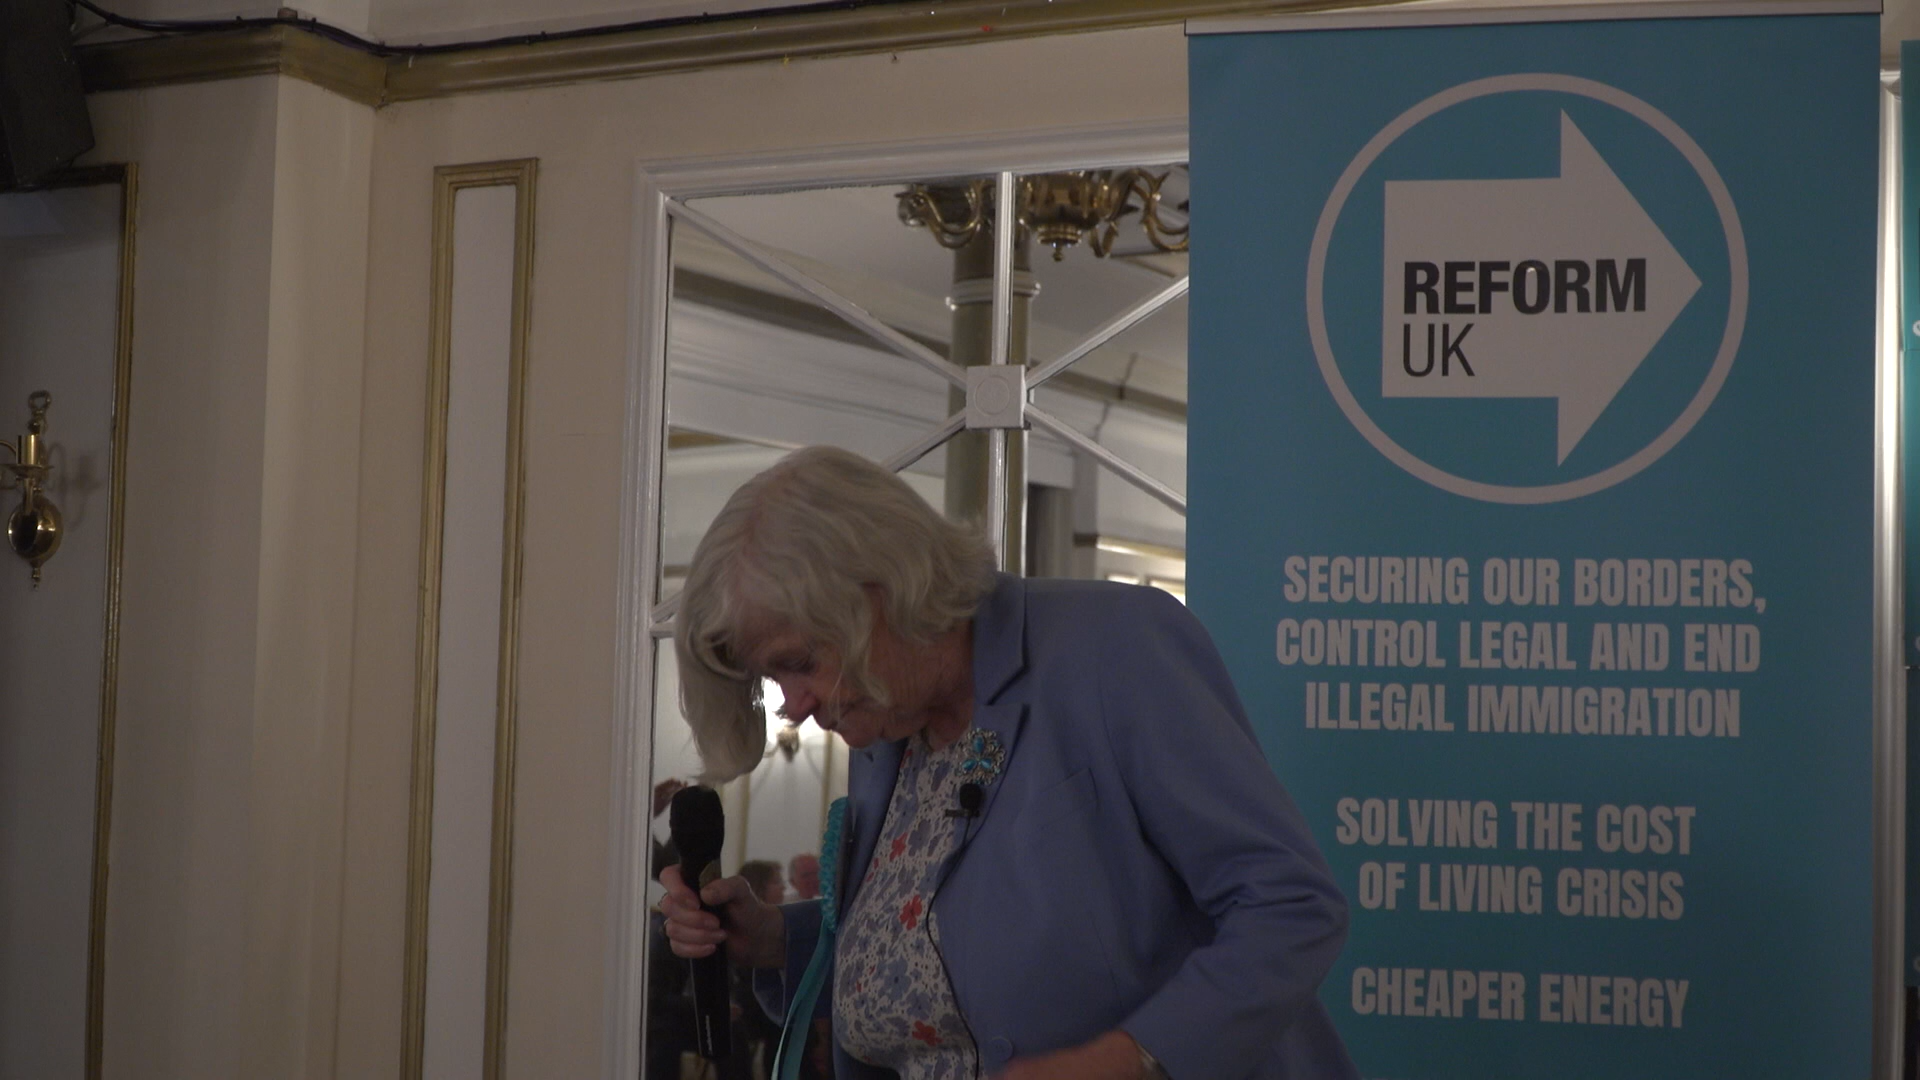 REFORM
UK
SECURING OUR BORDERS,
CONTROL LEGAL AND END
ILLEGAL IMMIGRATION
SOLVING THE COST
OF LIVING CRISIS
CHEAPER ENERGY